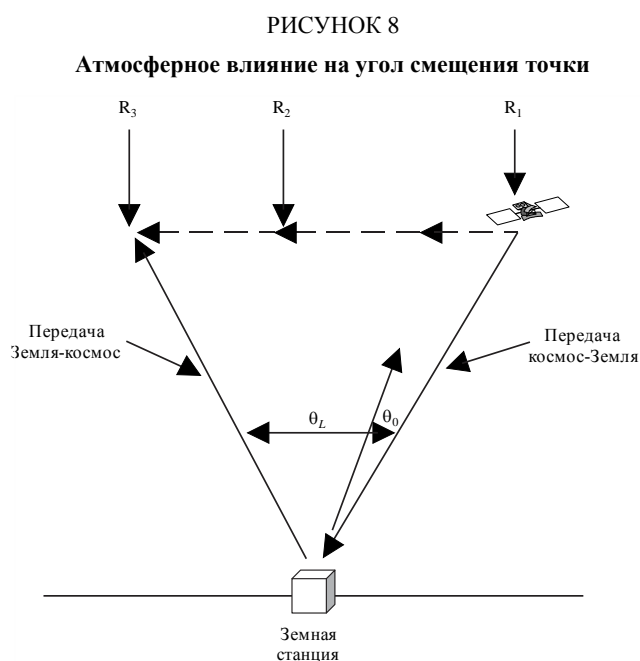 РИСУНОК 8
Атмосферное влияние на угол смещения точки
R₃
R₂
R₁
Передача
Земля-космос
Передача
космос-Земля
θL
θ₀
Земная
станция